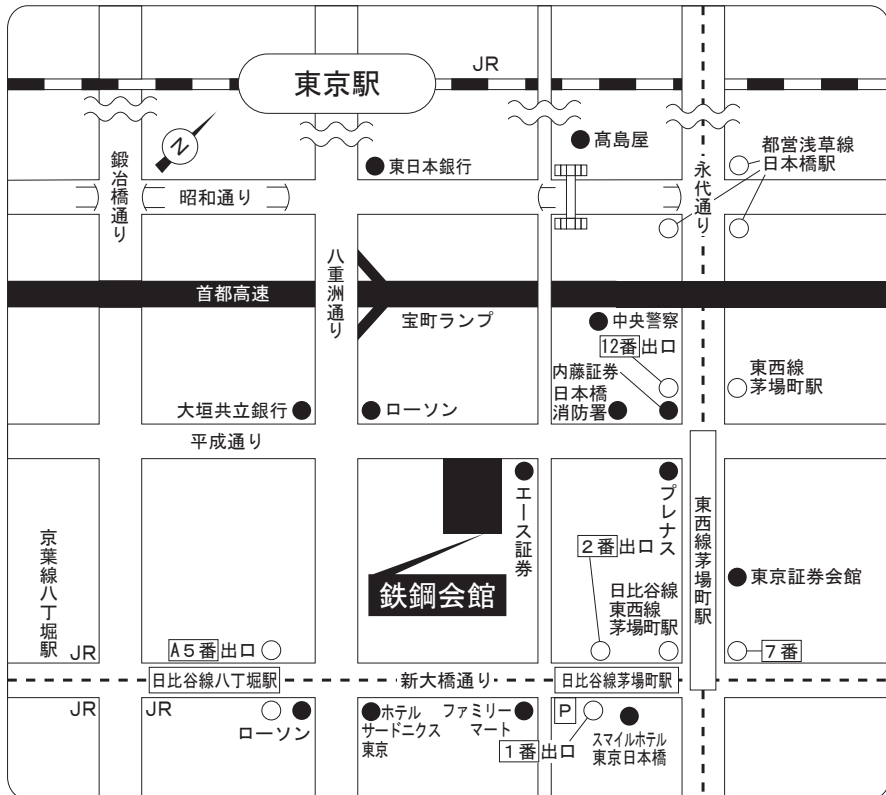 東京駅
JR
N
髙島屋
都営浅草線
日本橋駅
東日本銀行
鍛冶橋通り
昭和通り
永代通り
八重洲通り
首都高速
宝町ランプ
中央警察
12番出口
内藤証券
日本橋
消防署
東西線
茅場町駅
大垣共立銀行
ローソン
平成通り
エース証券
プレナス
東西線茅場町駅
京葉線八丁堀駅
2番出口
鉄鋼会館
日比谷線
東西線
茅場町駅
東京証券会館
JR
A5番出口
7番
日比谷線八丁堀駅
新大橋通り
日比谷線茅場町駅
JR
JR
ローソン
ホテル
サードニクス
東京
ファミリー
マート
P
1番出口
スマイルホテル
東京日本橋